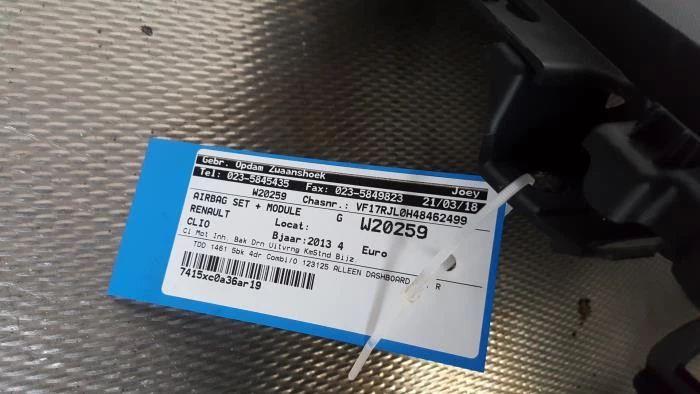 Gebr. Opdam Zwaanshoek Joey
Tel: 023-5845435 Fax: 023-5849823 21/03/18
W20259 Chasnr.: VF17RJL0H48462499
AIRBAG SET + MODULE G W20259
RENAULT Locat:
CLIO Bjaar:2013 4 Euro
Ci Mot Inh. Bak Drn Uitvrng KmStnd Bijz.
TDD 1461 5bk 4dr Combi/O 123125 ALLEEN DASHBOARD R
7415xc0a36ar19